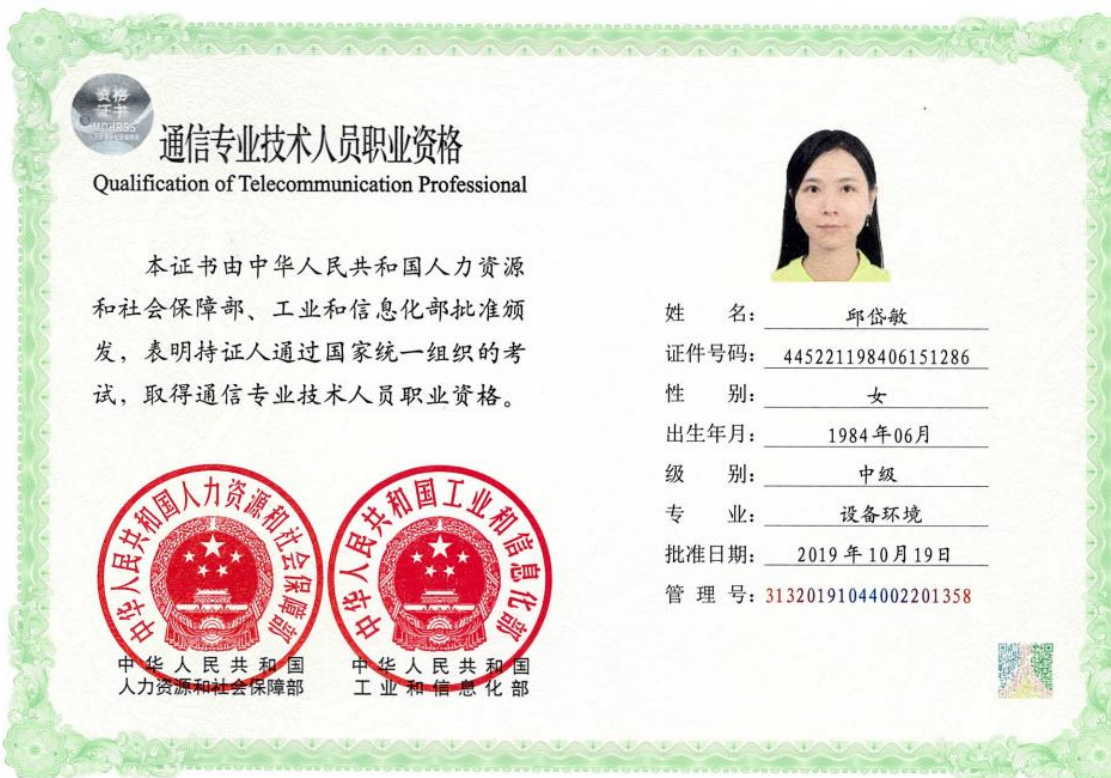 资格
证书
MOHRSS
通信专业技术人员职业资格
Qualification of Telecommunication Professional
本证书由中华人民共和国人力资源
和社会保障部、工业和信息化部批准颁
发，表明持证人通过国家统一组织的考
试，取得通信专业技术人员职业资格。
中华人民共和国人力资源和社会保障部
中华人民共和国
人力资源和社会保障部
中华人民共和国工业和信息化部
中华人民共和国
工业和信息化部
姓 名：邱岱敏
证件号码：445221198406151286
性 别：女
出生年月：1984年06月
级 别：中级
专 业：设备环境
批准日期：2019年10月19日
管 理 号：31320191044002201358